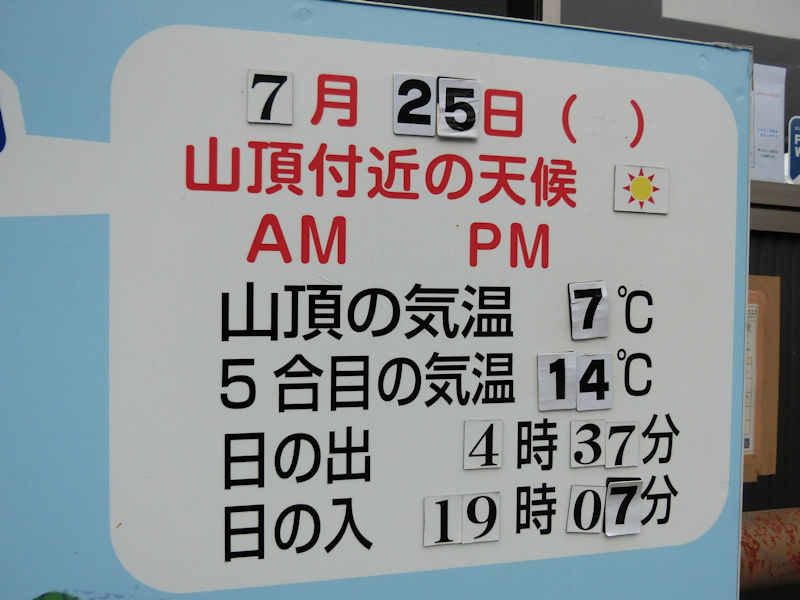 7月25日(  )
山頂付近の天候
AM PM
山頂の気温 7℃
5合目の気温 14℃
日の出 4時37分
日の入 19時07分